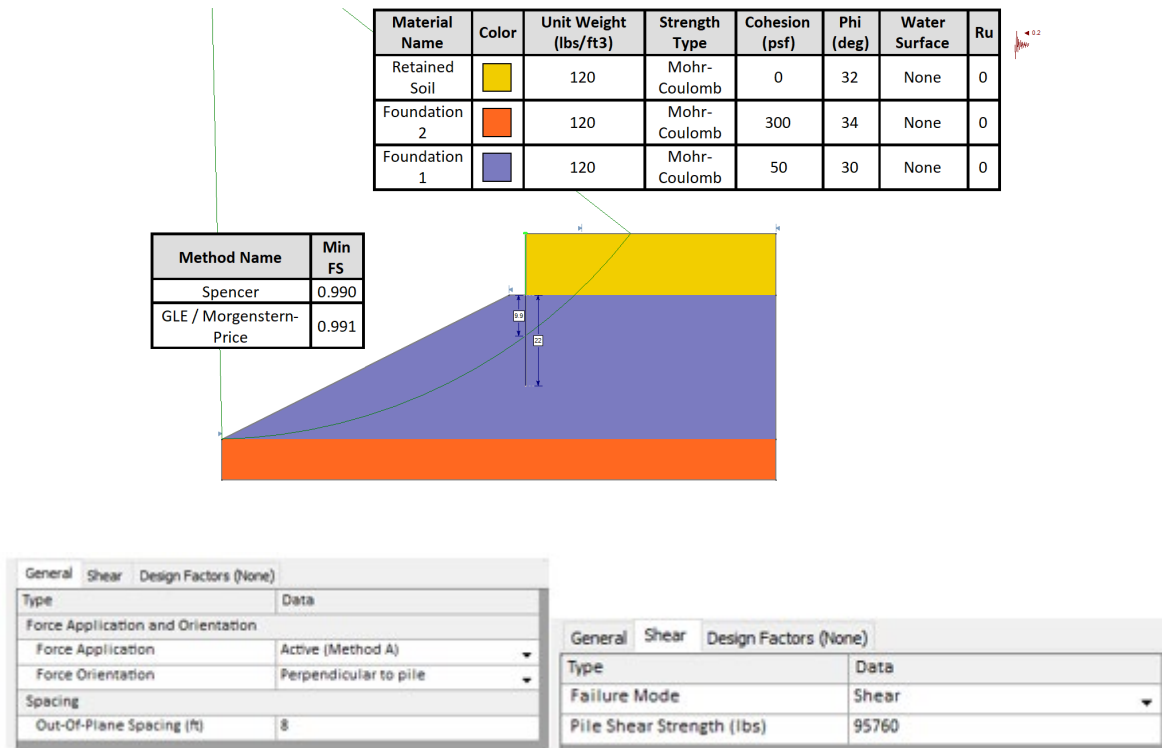 Material Name Color Unit Weight (lbs/ft3) Strength Type Cohesion (psf) Phi (deg) Water Surface Ru
Retained Soil 120 Mohr-Coulomb 0 32 None 0
Foundation 2 120 Mohr-Coulomb 300 34 None 0
Foundation 1 120 Mohr-Coulomb 50 30 None 0
0.2
Method Name Min FS
Spencer 0.990
GLE / Morgenstern-Price 0.991
9.9
22
General Shear Design Factors (None)
Type Data
Force Application and Orientation
Force Application Active (Method A)
Force Orientation Perpendicular to pile
Spacing
Out-Of-Plane Spacing (ft) 8
General Shear Design Factors (None)
Type Data
Failure Mode Shear
Pile Shear Strength (lbs) 95760